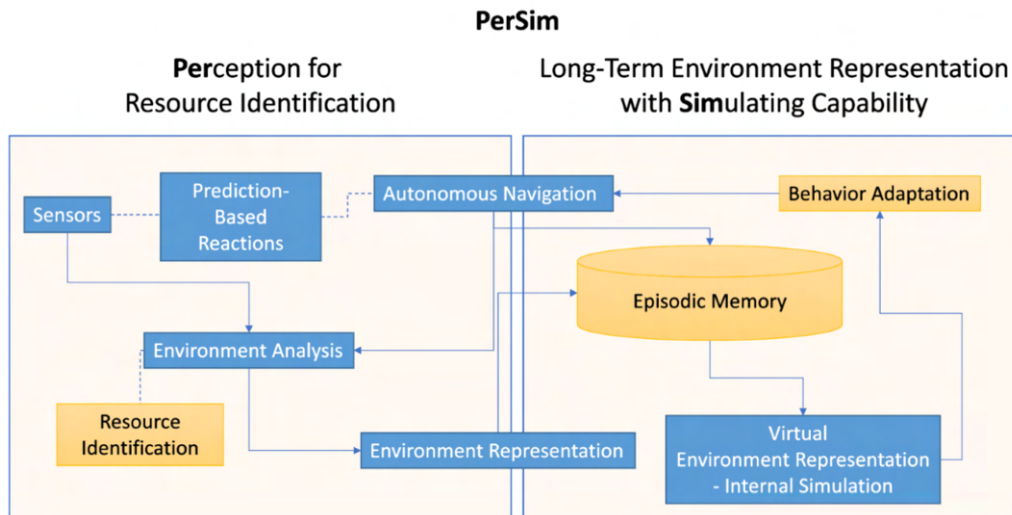 PerSim
Perception for
Resource Identification
Long-Term Environment Representation
with Simulating Capability
Sensors
Prediction-
Based
Reactions
Autonomous Navigation
Behavior Adaptation
Episodic Memory
Environment Analysis
Resource
Identification
Environment Representation
Virtual
Environment Representation
- Internal Simulation